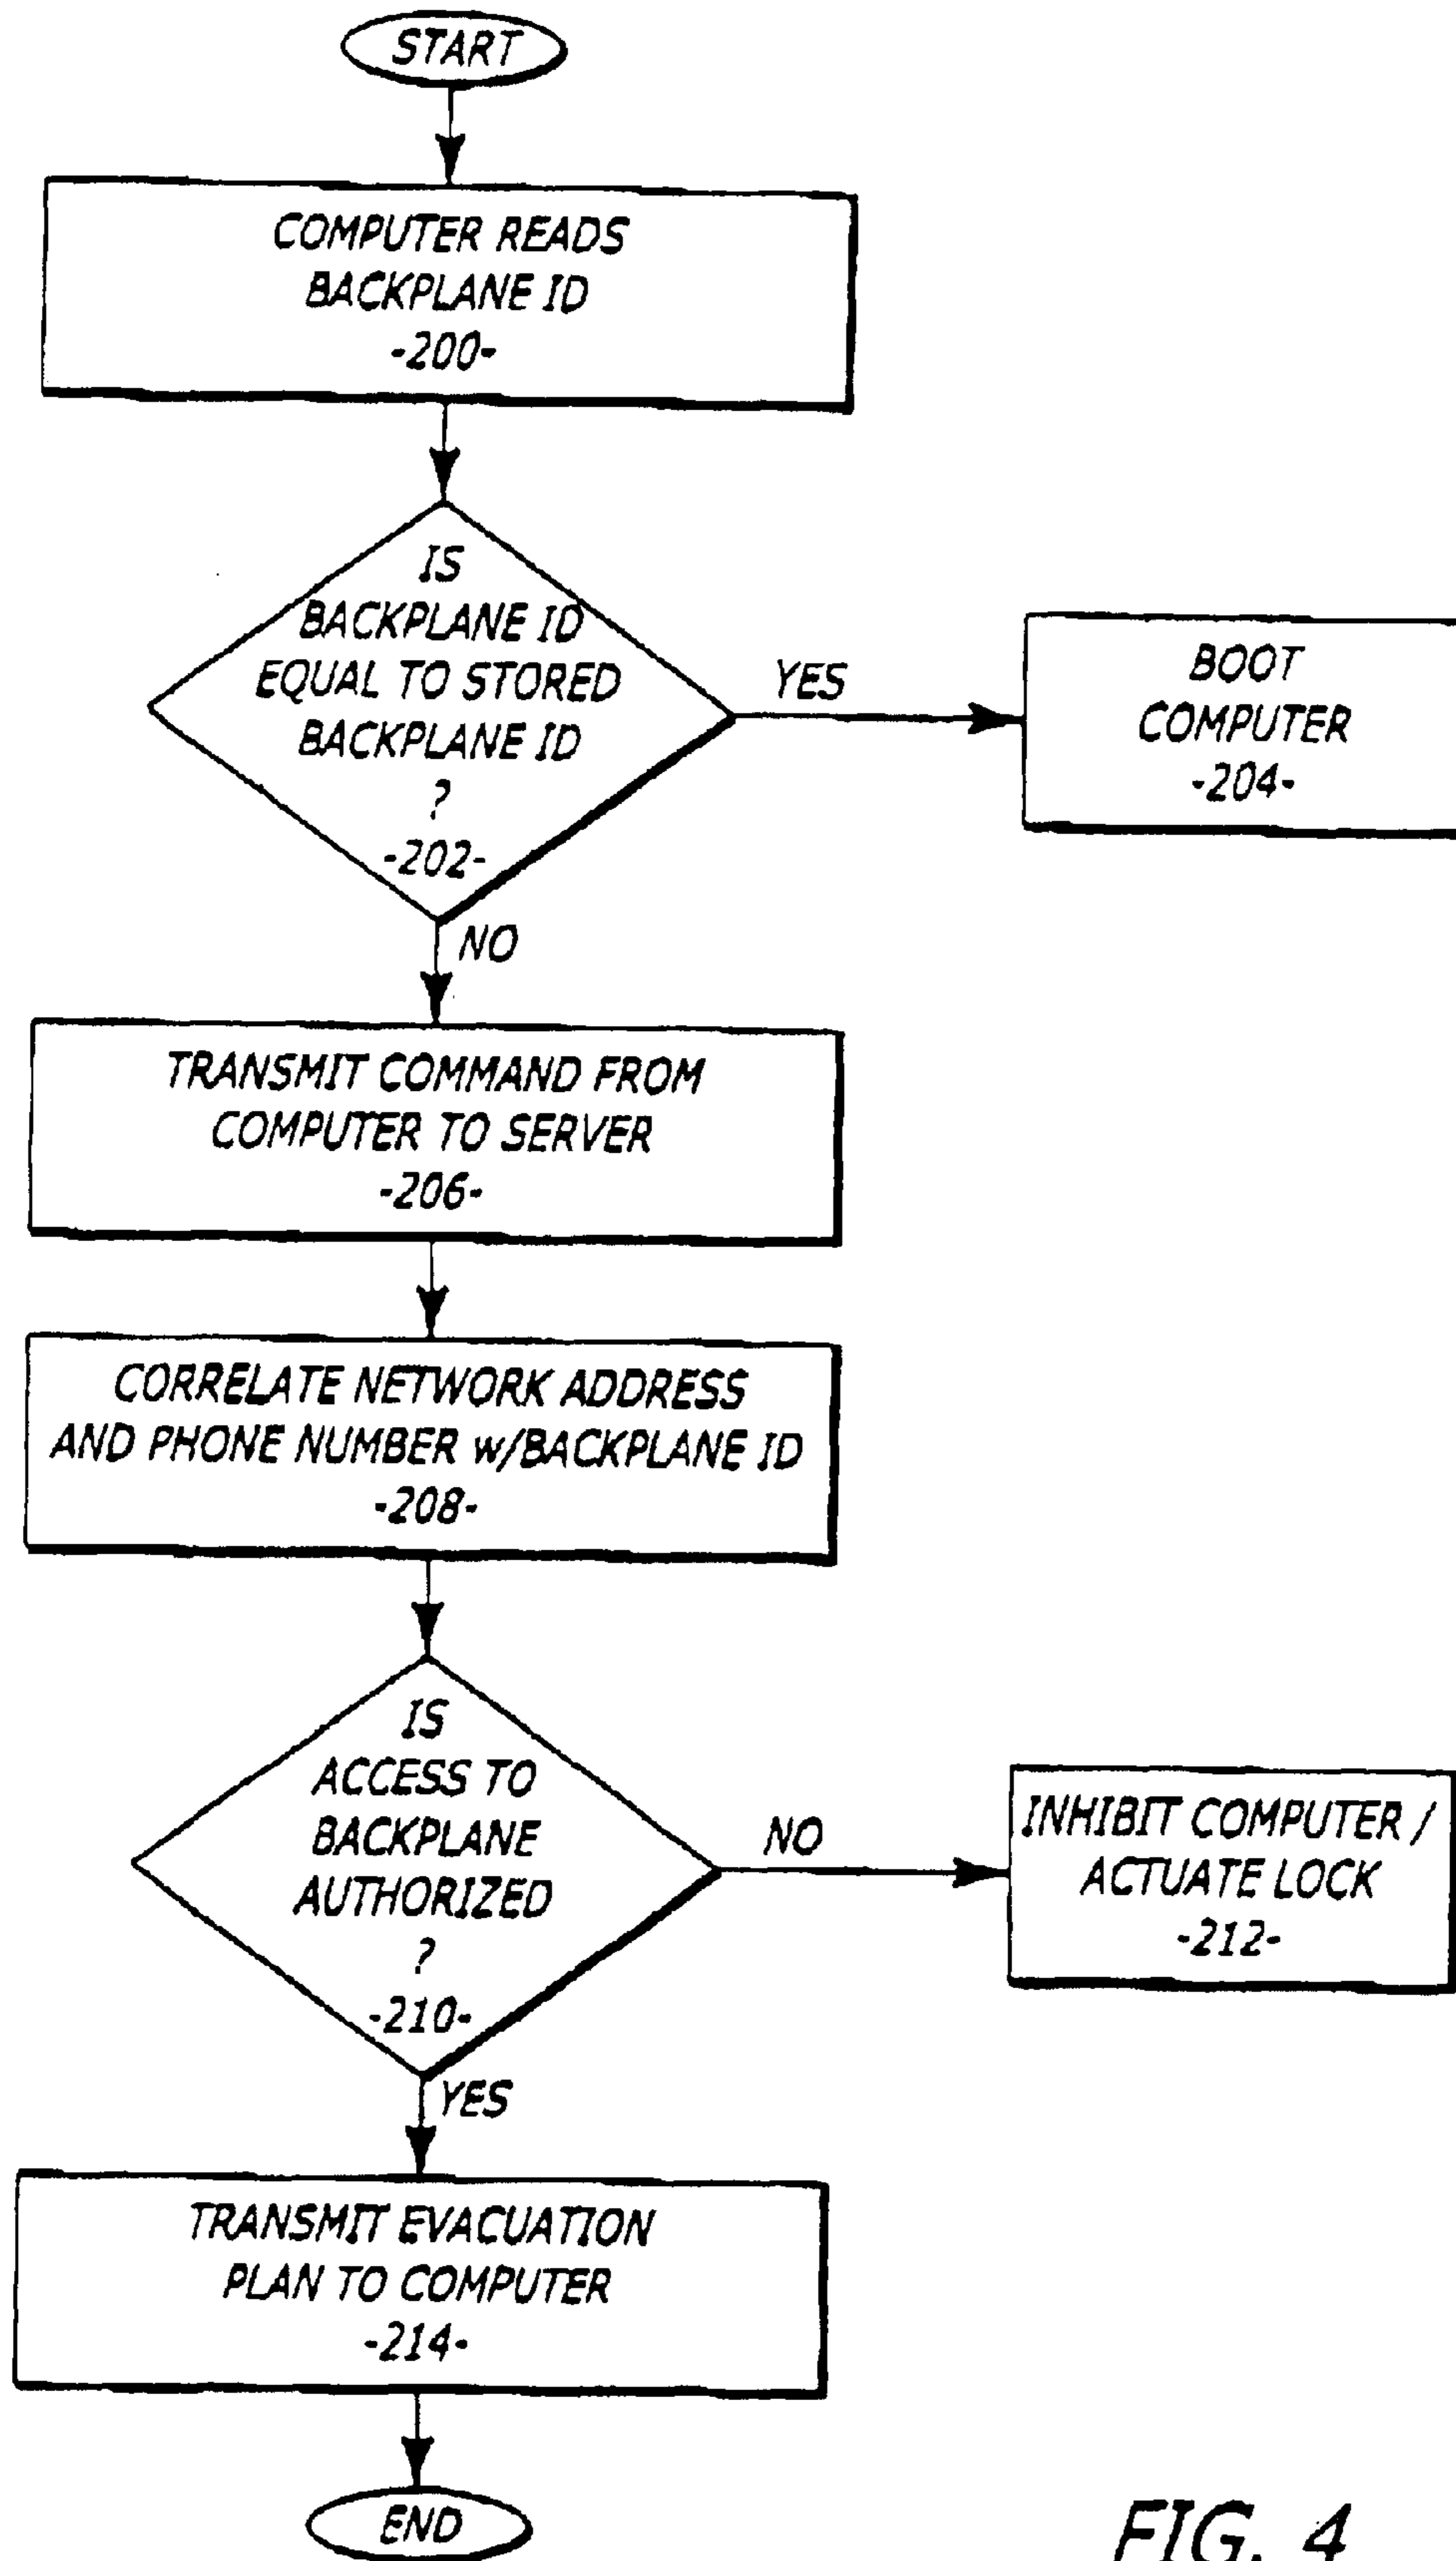 START
COMPUTER READS
BACKPLANE ID
-200-
IS
BACKPLANE ID
EQUAL TO STORED
BACKPLANE ID
?
-202-
YES
BOOT
COMPUTER
-204-
NO
TRANSMIT COMMAND FROM
COMPUTER TO SERVER
-206-
CORRELATE NETWORK ADDRESS
AND PHONE NUMBER w/BACKPLANE ID
-208-
IS
ACCESS TO
BACKPLANE
AUTHORIZED
?
-210-
NO
INHIBIT COMPUTER /
ACTUATE LOCK
-212-
YES
TRANSMIT EVACUATION
PLAN TO COMPUTER
-214-
END
FIG. 4